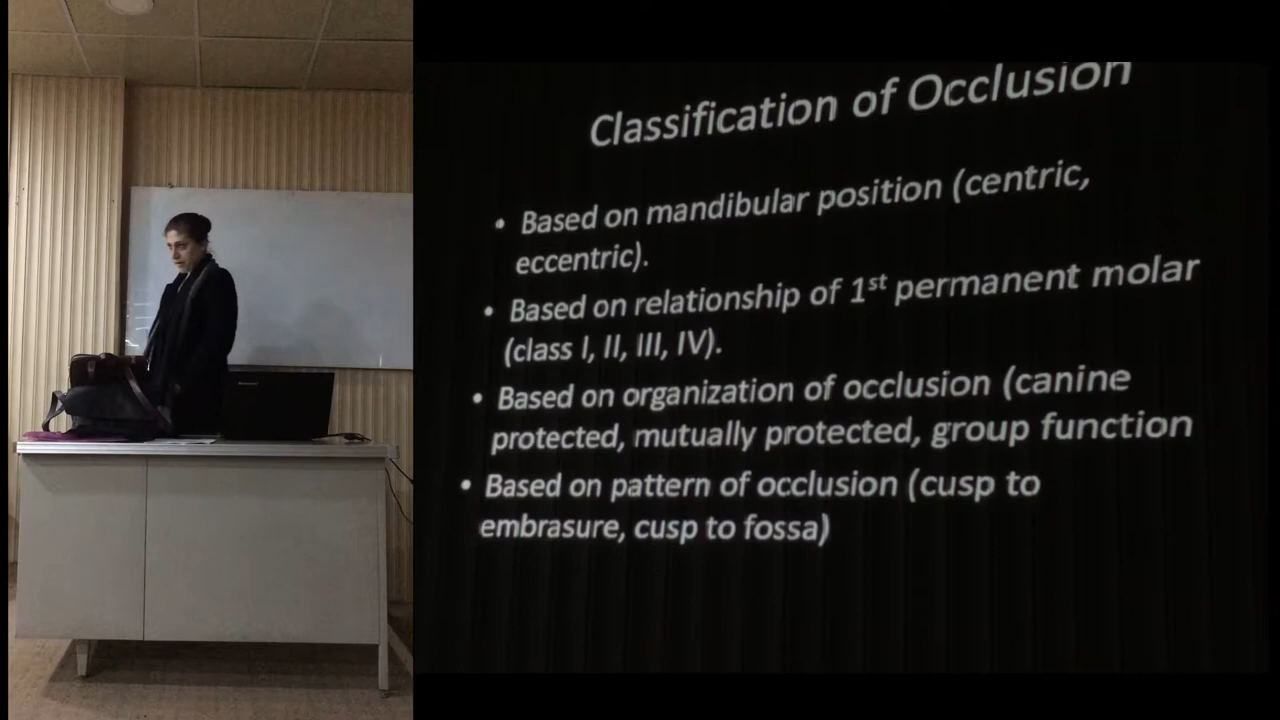 Classification of Occlusion
• Based on mandibular position (centric,
eccentric).
• Based on relationship of 1st permanent molar
(class I, II, III, IV).
• Based on organization of occlusion (canine
protected, mutually protected, group function
• Based on pattern of occlusion (cusp to
embrasure, cusp to fossa)